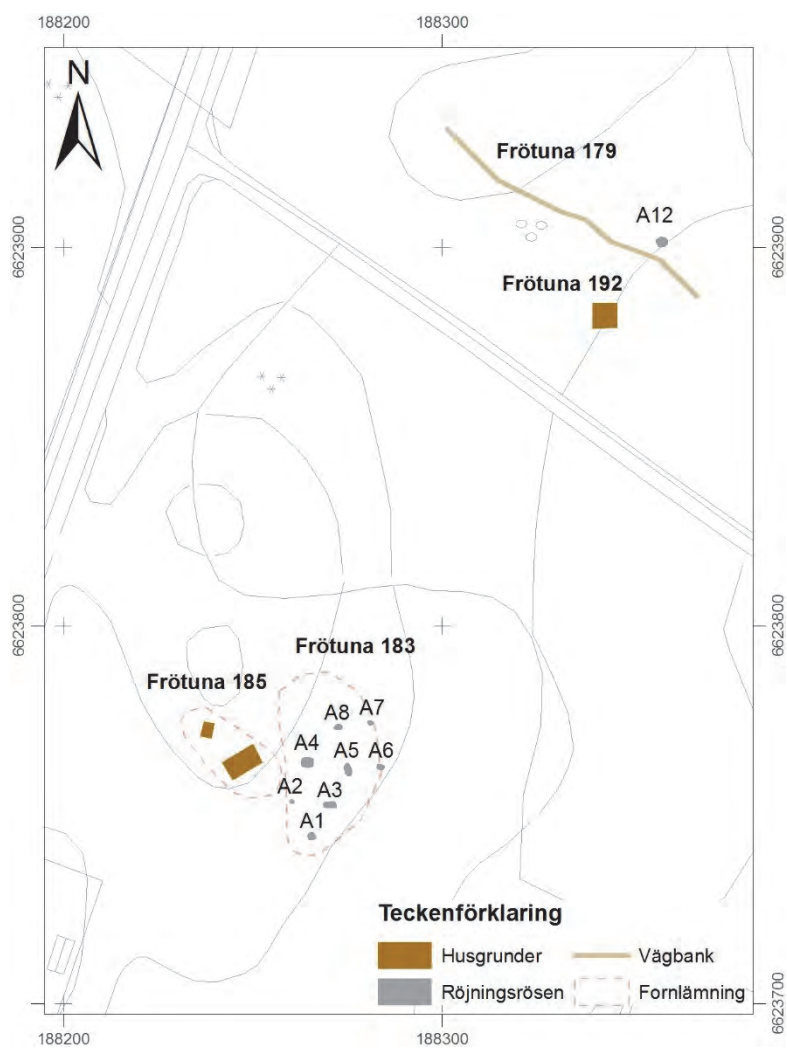 188200 188300
N
Frötuna 179
A12
6623900 6623900
Frötuna 192
6623800 6623800
Frötuna 183
Frötuna 185
A7
A8
A4 A5 A6
A2 A3
A1
Teckenförklaring
Husgrunder Vägbank
Röjningsrösen Fornlämning
6623700
188200 188300